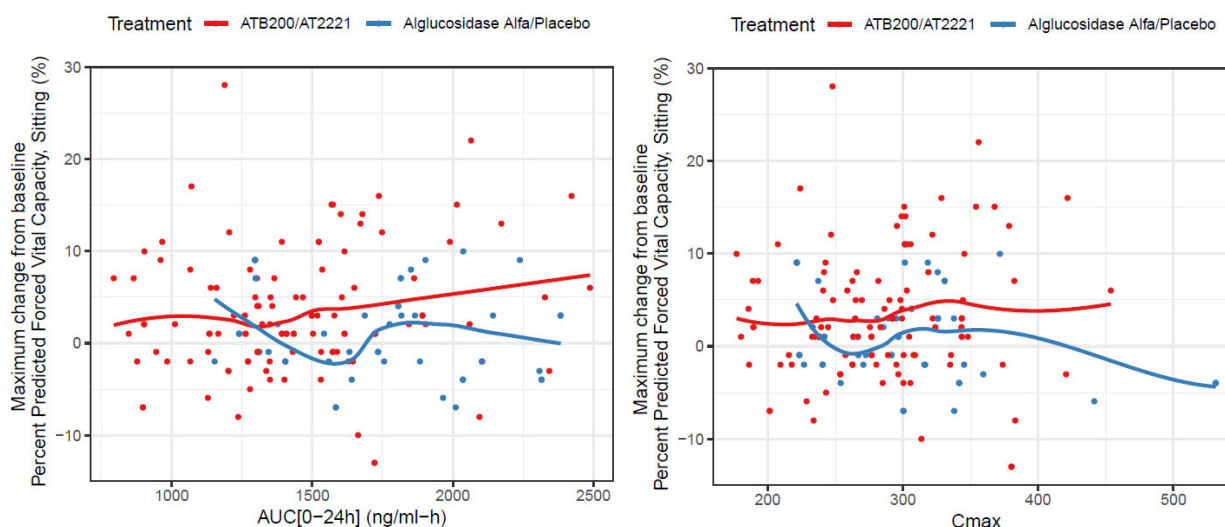 Treatment ATB200/AT2221 Alglucosidase Alfa/Placebo
Maximum change from baseline
Percent Predicted Forced Vital Capacity, Sitting (%)
30
20
10
0
−10
1000 1500 2000 2500
AUC[0−24h] (ng/ml−h)
Treatment ATB200/AT2221 Alglucosidase Alfa/Placebo
Maximum change from baseline
Percent Predicted Forced Vital Capacity, Sitting (%)
30
20
10
0
−10
200 300 400 500
Cmax